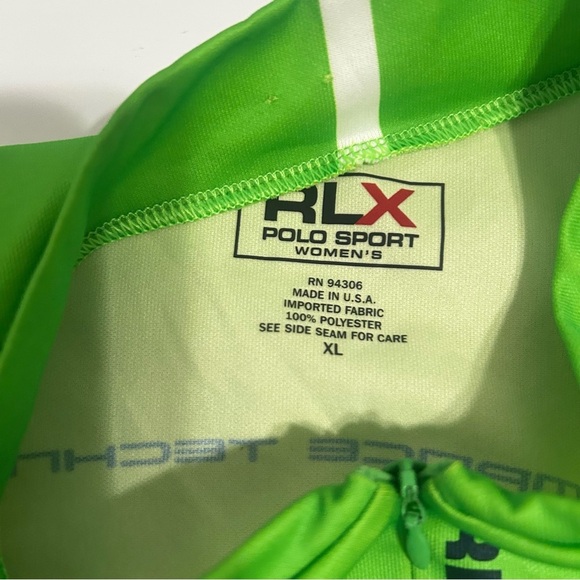 RLX
POLO SPORT
WOMEN'S
RN 94306
MADE IN U.S.A.
IMPORTED FABRIC
100% POLYESTER
SEE SIDE SEAM FOR CARE
XL